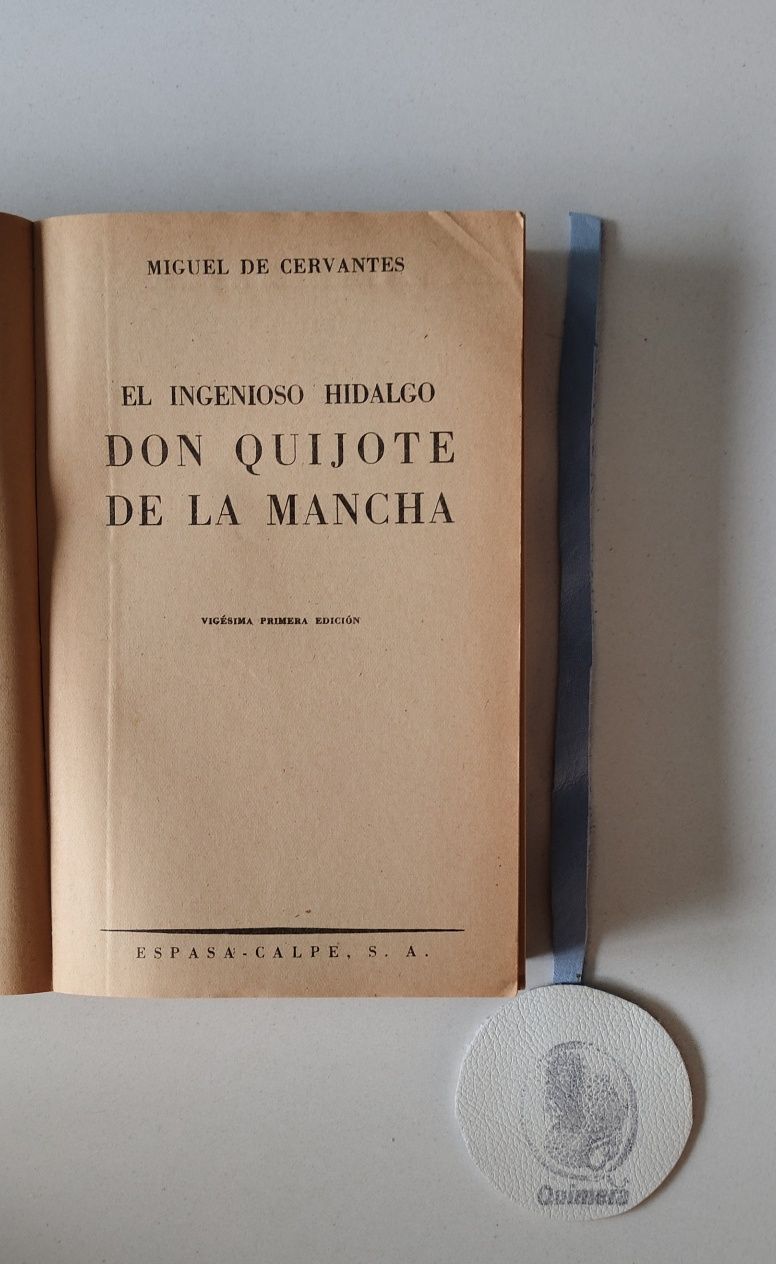 MIGUEL DE CERVANTES
EL INGENIOSO HIDALGO
DON QUIJOTE
DE LA MANCHA
VIGÉSIMA PRIMERA EDICIÓN
ESPASA-CALPE, S. A.
Quimera